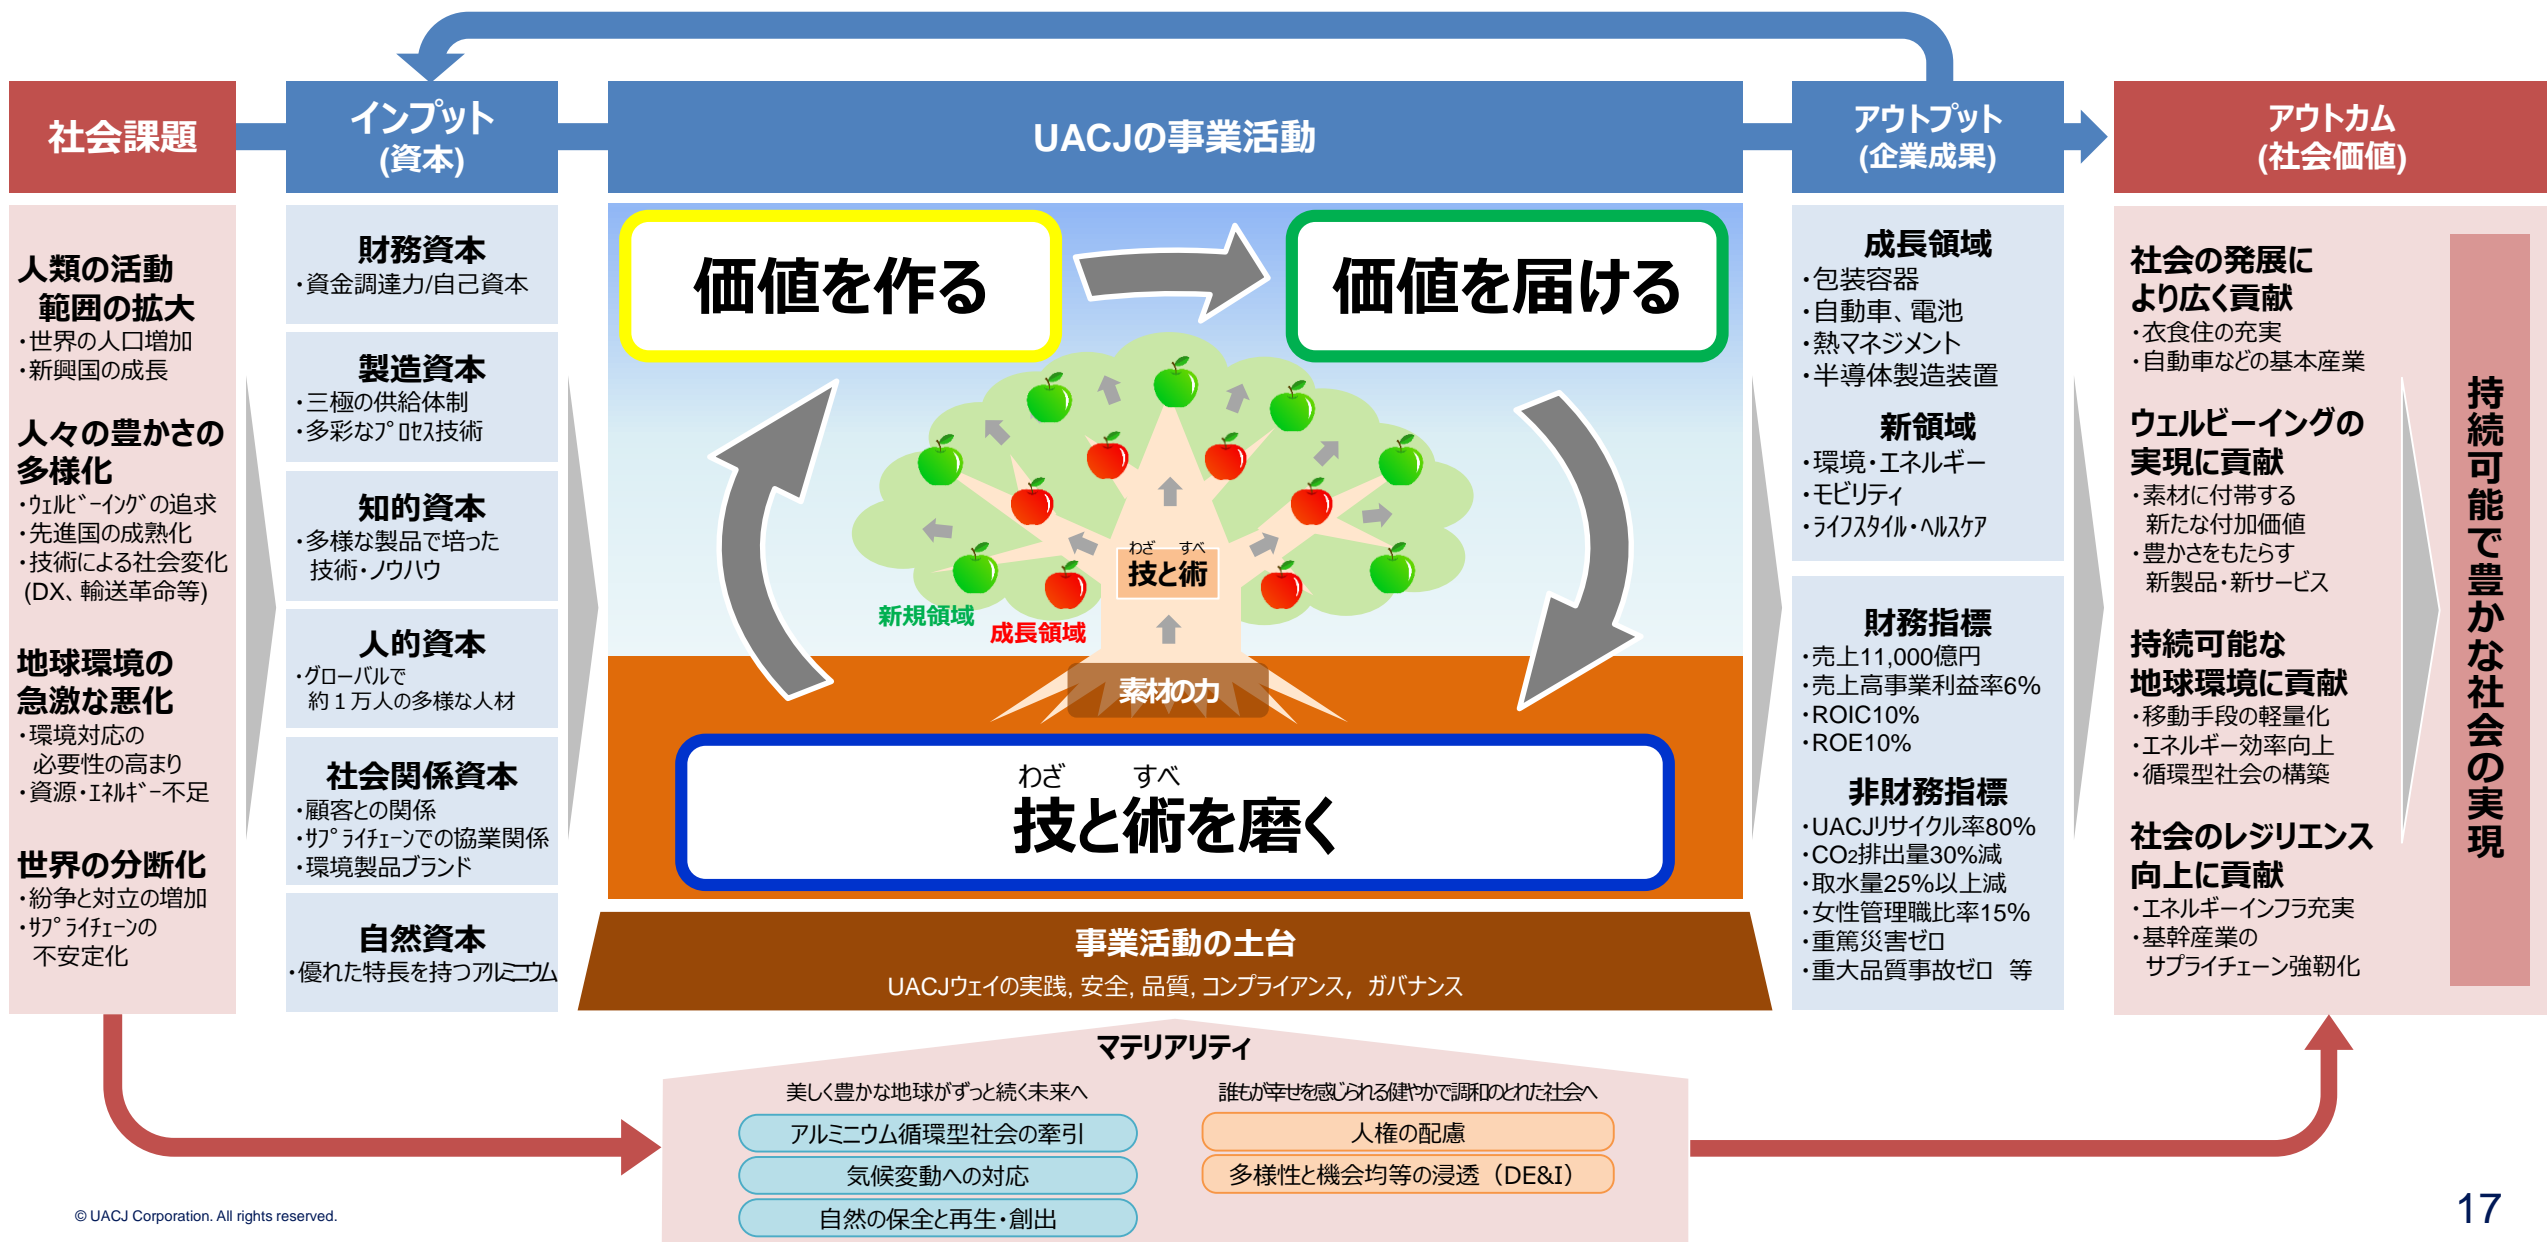 社会課題
人類の活動
範囲の拡大
・世界の人口増加
・新興国の成長
人々の豊かさの
多様化
・ｳｪﾙﾋﾞｰｲﾝｸﾞの追求
・先進国の成熟化
・技術による社会変化
(DX、輸送革命等)
地球環境の
急激な悪化
・環境対応の
必要性の高まり
・資源・ｴﾈﾙｷﾞｰ不足
世界の分断化
・紛争と対立の増加
・ｻﾌﾟﾗｲﾁｪｰﾝの
不安定化
インプット
(資本)
財務資本
・資金調達力/自己資本
製造資本
・三極の供給体制
・多彩なﾌﾟﾛｾｽ技術
知的資本
・多様な製品で培った
技術・ノウハウ
人的資本
・グローバルで
約１万人の多様な人材
社会関係資本
・顧客との関係
・ｻﾌﾟﾗｲﾁｪｰﾝでの協業関係
・環境製品ブランド
自然資本
・優れた特長を持つアルミニウム
UACJの事業活動
価値を作る
価値を届ける
わざ すべ
技と術
新規領域
成長領域
素材の力
わざ すべ
技と術を磨く
事業活動の土台
UACJウェイの実践, 安全, 品質, コンプライアンス, ガバナンス
アウトプット
(企業成果)
成長領域
・包装容器
・自動車、電池
・熱マネジメント
・半導体製造装置
新領域
・環境・エネルギー
・モビリティ
・ライフスタイル・ヘルスケア
財務指標
・売上11,000億円
・売上高事業利益率6%
・ROIC10%
・ROE10%
非財務指標
・UACJリサイクル率80%
・CO2排出量30%減
・取水量25%以上減
・女性管理職比率15%
・重篤災害ゼロ
・重大品質事故ゼロ 等
アウトカム
(社会価値)
社会の発展に
より広く貢献
・衣食住の充実
・自動車などの基本産業
ウェルビーイングの
実現に貢献
・素材に付帯する
新たな付加価値
・豊かさをもたらす
新製品・新サービス
持続可能な
地球環境に貢献
・移動手段の軽量化
・エネルギー効率向上
・循環型社会の構築
社会のレジリエンス
向上に貢献
・エネルギーインフラ充実
・基幹産業の
サプライチェーン強靭化
持続可能で豊かな社会の実現
マテリアリティ
美しく豊かな地球がずっと続く未来へ
アルミニウム循環型社会の牽引
気候変動への対応
自然の保全と再生・創出
誰もが幸せを感じられる健やかで調和のとれた社会へ
人権の配慮
多様性と機会均等の浸透（DE&I）
© UACJ Corporation. All rights reserved.
17